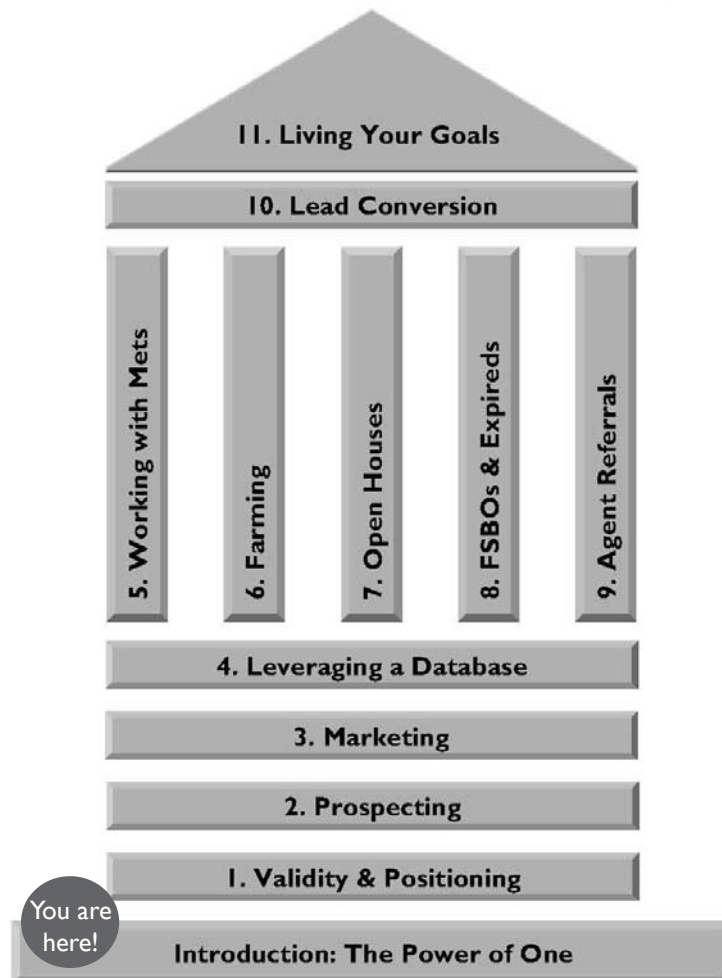 11. Living Your Goals
10. Lead Conversion
5. Working with Mets
6. Farming
7. Open Houses
8. FSBOs & Expireds
9. Agent Referrals
4. Leveraging a Database
3. Marketing
2. Prospecting
1. Validity & Positioning
You are
here!
Introduction: The Power of One